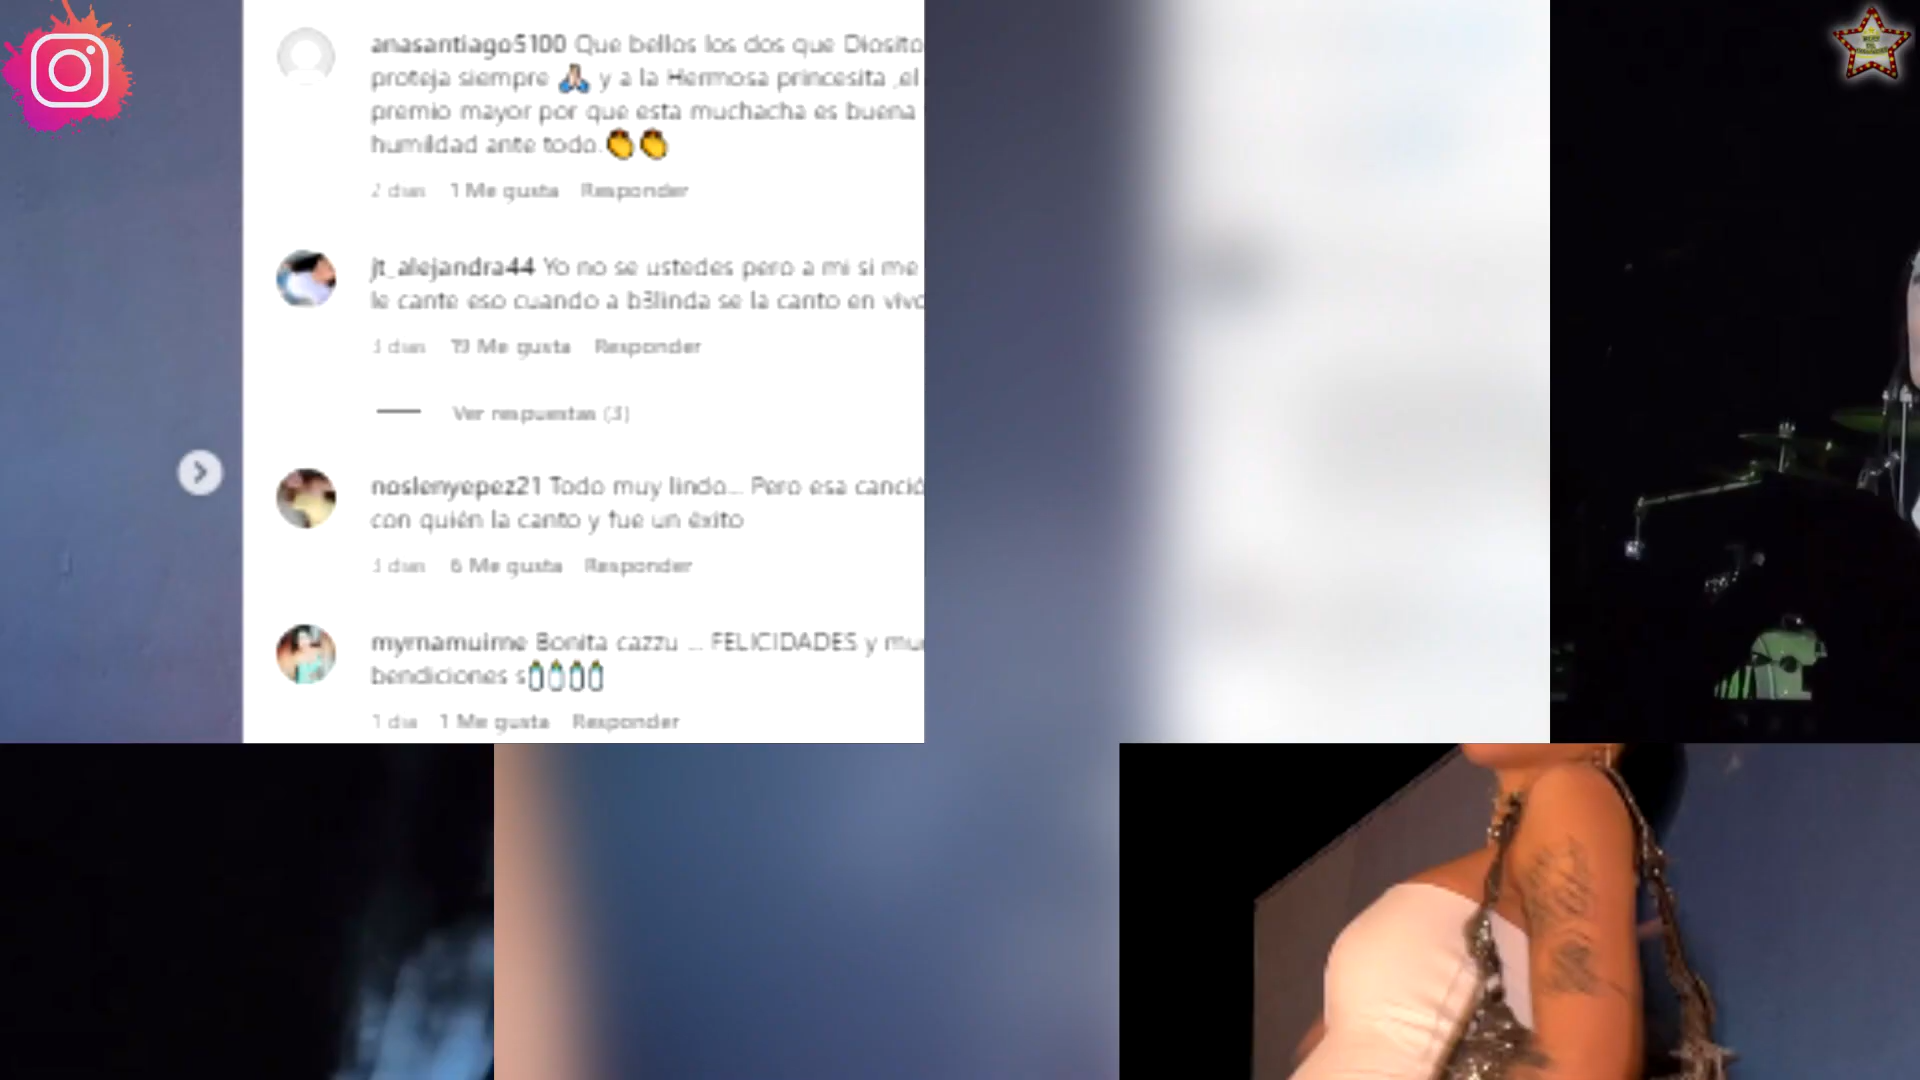 anasantiago5100 Que bellos los dos que Diosito
proteja siempre 🙏 y a la Hermosa princesita ,el
premio mayor por que esta muchacha es buena
humildad ante todo.👏👏
2 días 1 Me gusta Responder
jt_alejandra44 Yo no se ustedes pero a mi si me
le cante eso cuando a b3linda se la canto en vivo
3 días 19 Me gusta Responder
Ver respuestas (3)
noslenyepez21 Todo muy lindo... Pero esa canció
con quién la canto y fue un éxito
3 días 6 Me gusta Responder
Bonita cazzu ... FELICIDADES y mu
bendiciones s🍼🍼🍼🍼
1 día 1 Me gusta Responder